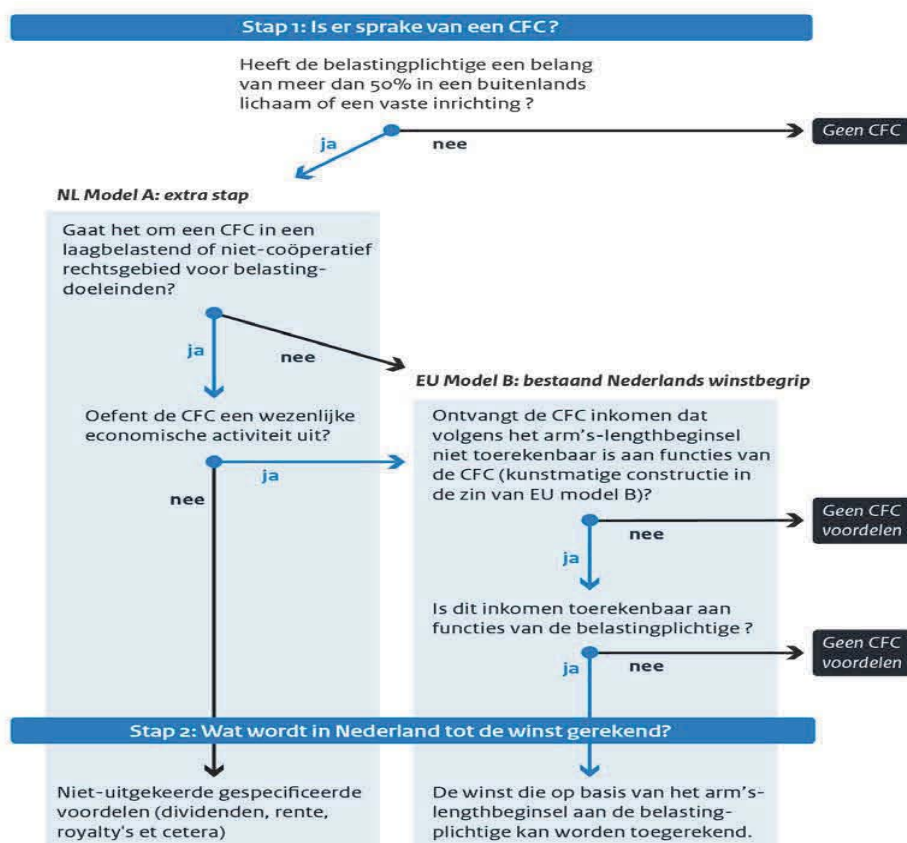 Stap 1: Is er sprake van een CFC?
Heeft de belastingplichtige een belang
van meer dan 50% in een buitenlands
lichaam of een vaste inrichting ?
ja
nee
Geen CFC
NL Model A: extra stap
Gaat het om een CFC in een
laagbelastend of niet-coöperatief
rechtsgebied voor belasting-
doeleinden?
ja
nee
EU Model B: bestaand Nederlands winstbegrip
Oefent de CFC een wezenlijke
economische activiteit uit?
ja
nee
Ontvangt de CFC inkomen dat
volgens het arm's-lengthbeginsel
niet toerekenbaar is aan functies van
de CFC (kunstmatige constructie in
de zin van EU model B)?
nee
Geen CFC
voordelen
ja
Is dit inkomen toerekenbaar aan
functies van de belastingplichtige ?
ja
nee
Geen CFC
voordelen
Stap 2: Wat wordt in Nederland tot de winst gerekend?
Niet-uitgekeerde gespecificeerde
voordelen (dividenden, rente,
royalty's et cetera)
De winst die op basis van het arm's-
lengthbeginsel aan de belasting-
plichtige kan worden toegerekend.